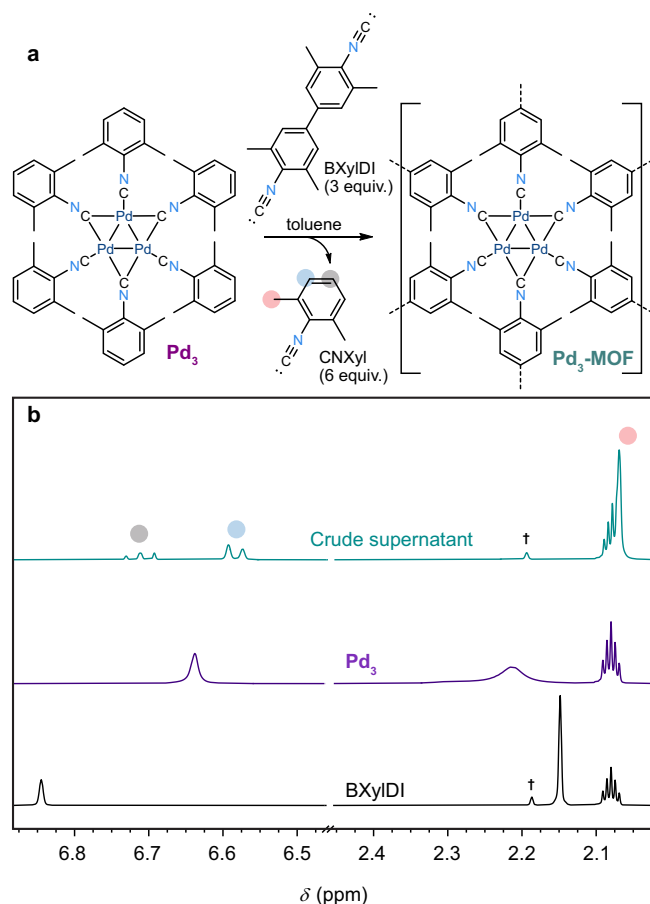 a
:C≡N
BXylDI
(3 equiv.)
:C≡N
toluene
CNXyl
(6 equiv.)
:C≡N
N
C
N C C N
Pd
Pd Pd
N C C N
C
N
Pd₃
N
C
N C C N
Pd
Pd Pd
N C C N
C
N
Pd₃-MOF
b
Crude supernatant
†
Pd₃
BXylDI
†
6.8 6.7 6.6 6.5 2.4 2.3 2.2 2.1
δ (ppm)